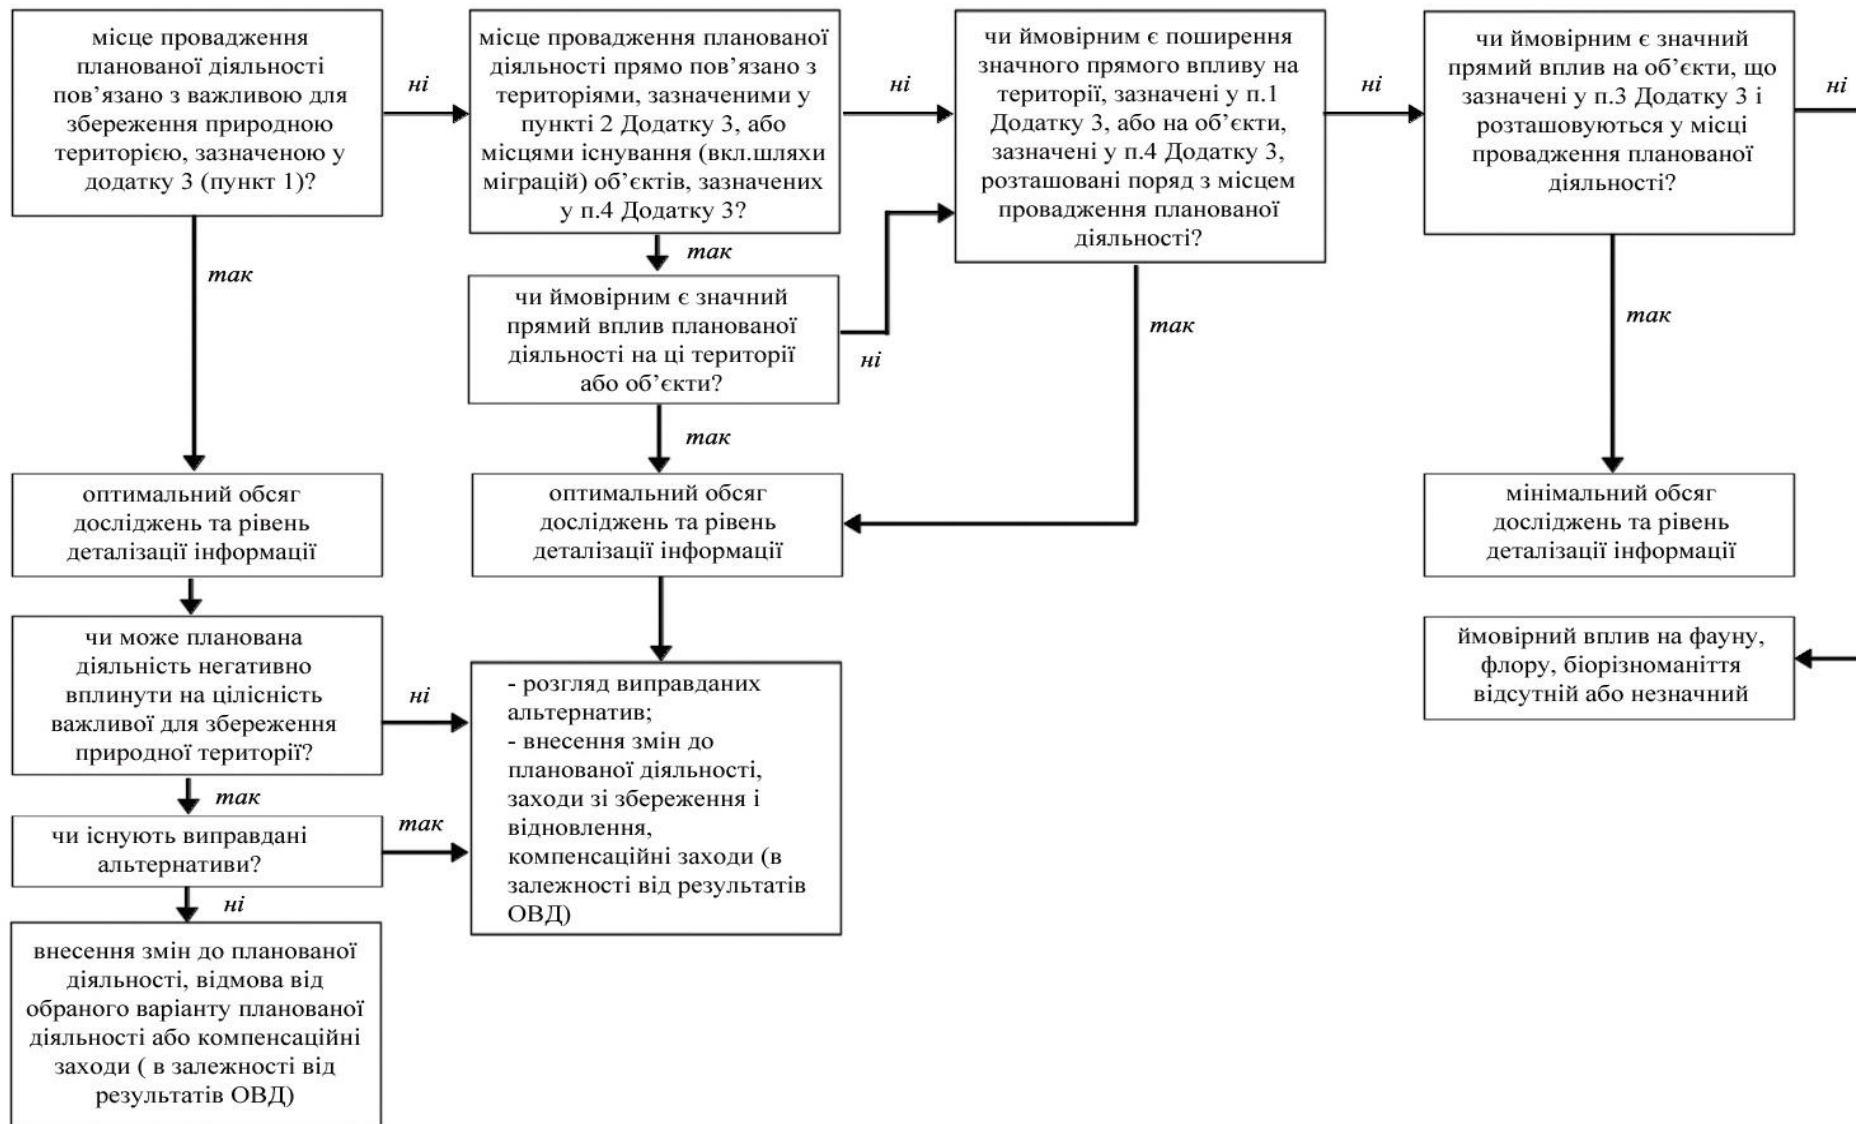 місце провадження
планованої діяльності
пов’язано з важливою для
збереження природною
територією, зазначеною у
додатку 3 (пункт 1)?
ні
так
місце провадження планованої
діяльності прямо пов’язано з
територіями, зазначеними у
пункті 2 Додатку 3, або
місцями існування (вкл.шляхи
міграцій) об’єктів, зазначених
у п.4 Додатку 3?
ні
так
чи ймовірним є поширення
значного прямого впливу на
території, зазначені у п.1
Додатку 3, або на об’єкти,
зазначені у п.4 Додатку 3,
розташовані поряд з місцем
провадження планованої
діяльності?
ні
так
чи ймовірним є значний
прямий вплив на об’єкти, що
зазначені у п.3 Додатку 3 і
розташовуються у місці
провадження планованої
діяльності?
ні
так
чи ймовірним є значний
прямий вплив планованої
діяльності на ці території
або об’єкти?
ні
так
оптимальний обсяг
досліджень та рівень
деталізації інформації
оптимальний обсяг
досліджень та рівень
деталізації інформації
мінімальний обсяг
досліджень та рівень
деталізації інформації
чи може планована
діяльність негативно
вплинути на цілісність
важливої для збереження
природної території?
ні
так
- розгляд виправданих
альтернатив;
- внесення змін до
планованої діяльності,
заходи зі збереження і
відновлення,
компенсаційні заходи (в
залежності від результатів
ОВД)
ймовірний вплив на фауну,
флору, біорізноманіття
відсутній або незначний
чи існують виправдані
альтернативи?
так
ні
внесення змін до планованої
діяльності, відмова від
обраного варіанту планованої
діяльності або компенсаційні
заходи ( в залежності від
результатів ОВД)